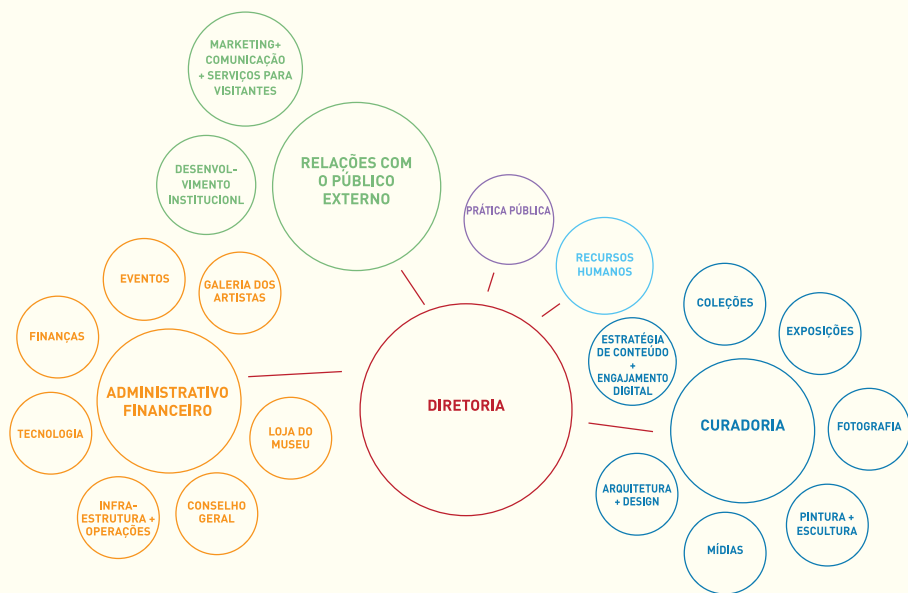 MARKETING+
COMUNICAÇÃO
+ SERVIÇOS PARA
VISITANTES
DESENVOL-
VIMENTO
INSTITUCIONL
RELAÇÕES COM
O PÚBLICO
EXTERNO
PRÁTICA PÚBLICA
RECURSOS
HUMANOS
EVENTOS
GALERIA DOS
ARTISTAS
FINANÇAS
ADMINISTRATIVO
FINANCEIRO
TECNOLOGIA
LOJA DO
MUSEU
INFRA-
ESTRUTURA +
OPERAÇÕES
CONSELHO
GERAL
DIRETORIA
ESTRATÉGIA
DE CONTEÚDO
+
ENGAJAMENTO
DIGITAL
COLEÇÕES
EXPOSIÇÕES
CURADORIA
FOTOGRAFIA
ARQUITETURA
+ DESIGN
MÍDIAS
PINTURA +
ESCULTURA